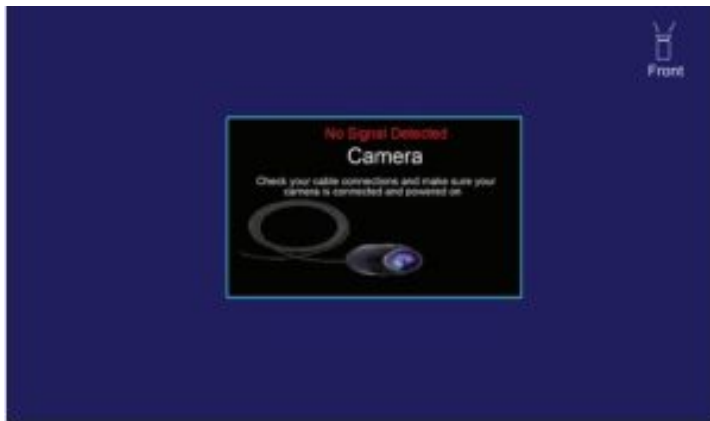 Front
No Signal Detected
Camera
Check your cable connections and make sure your
camera is connected and powered on